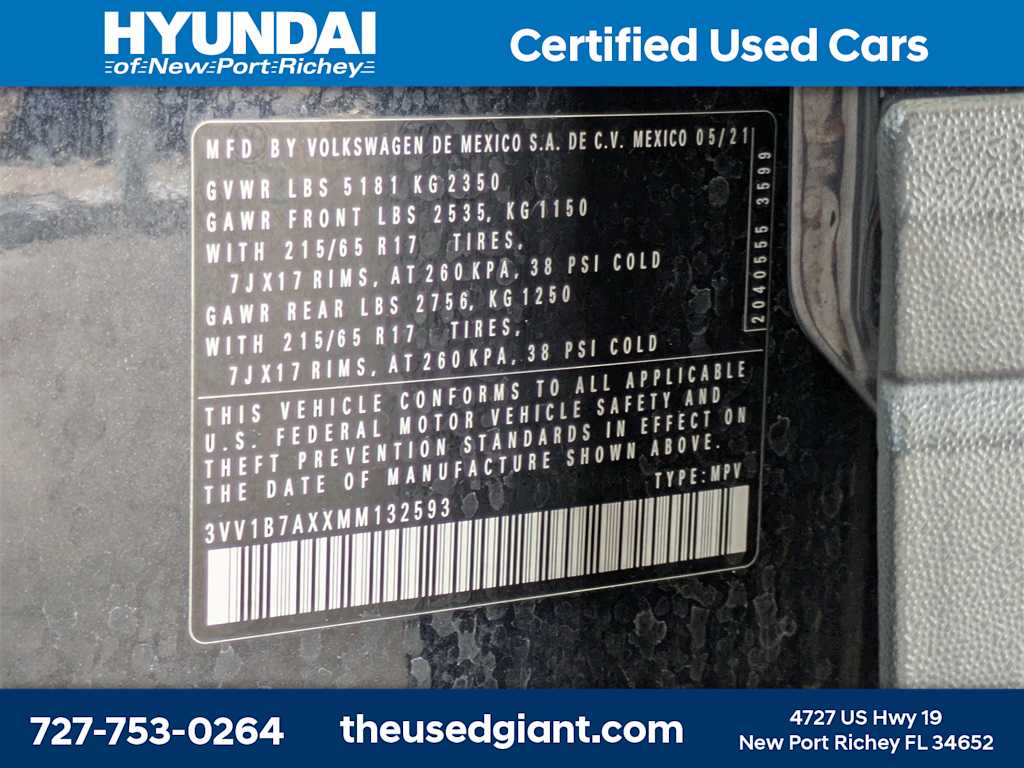 HYUNDAI
of New Port Richey
Certified Used Cars
MFD BY VOLKSWAGEN DE MEXICO S.A. DE C.V. MEXICO 05/21
GVWR LBS 5181 KG 2350
GAWR FRONT LBS 2535, KG 1150
WITH 215/65 R17 TIRES,
7JX17 RIMS, AT 260 KPA, 38 PSI COLD
GAWR REAR LBS 2756, KG 1250
WITH 215/65 R17 TIRES,
7JX17 RIMS, AT 260 KPA, 38 PSI COLD
2040555 3599
THIS VEHICLE CONFORMS TO ALL APPLICABLE
U.S. FEDERAL MOTOR VEHICLE SAFETY AND
THEFT PREVENTION STANDARDS IN EFFECT ON
THE DATE OF MANUFACTURE SHOWN ABOVE.
TYPE: MPV
3VV1B7AXXMM132593
727-753-0264
theusedgiant.com
4727 US Hwy 19
New Port Richey FL 34652